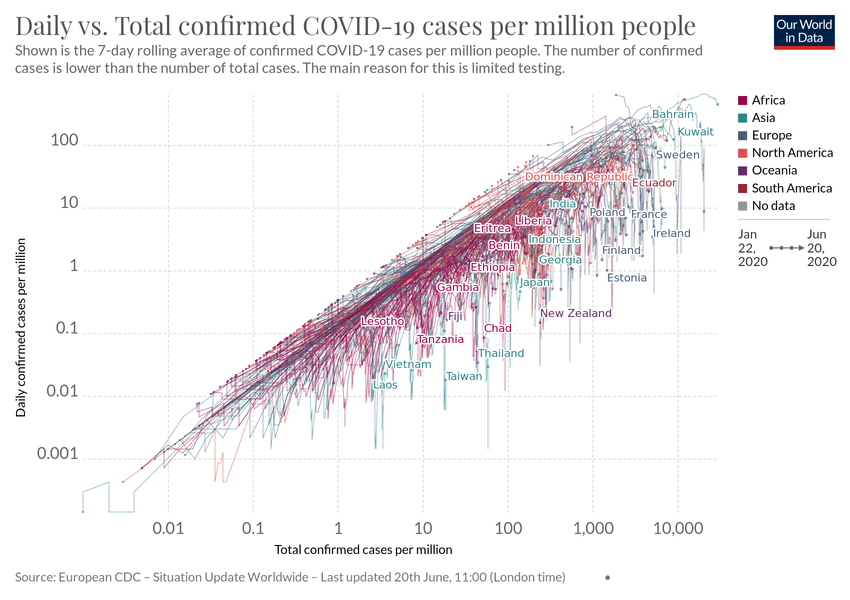 Daily vs. Total confirmed COVID-19 cases per million people
Shown is the 7-day rolling average of confirmed COVID-19 cases per million people. The number of confirmed
cases is lower than the number of total cases. The main reason for this is limited testing.
Our World
in Data
Africa
Asia
Europe
North America
Oceania
South America
No data
Jan
22,
2020
Jun
20,
2020
Daily confirmed cases per million
100
10
1
0.1
0.01
0.001
Bahrain
Kuwait
Sweden
Dominican Republic
Ecuador
India
Poland
France
Liberia
Eritrea
Ireland
Indonesia
Benin
Finland
Georgia
Ethiopia
Estonia
Japan
Gambia
New Zealand
Fiji
Lesotho
Chad
Tanzania
Thailand
Vietnam
Taiwan
Laos
0.01
0.1
1
10
100
1,000
10,000
Total confirmed cases per million
Source: European CDC – Situation Update Worldwide – Last updated 20th June, 11:00 (London time)